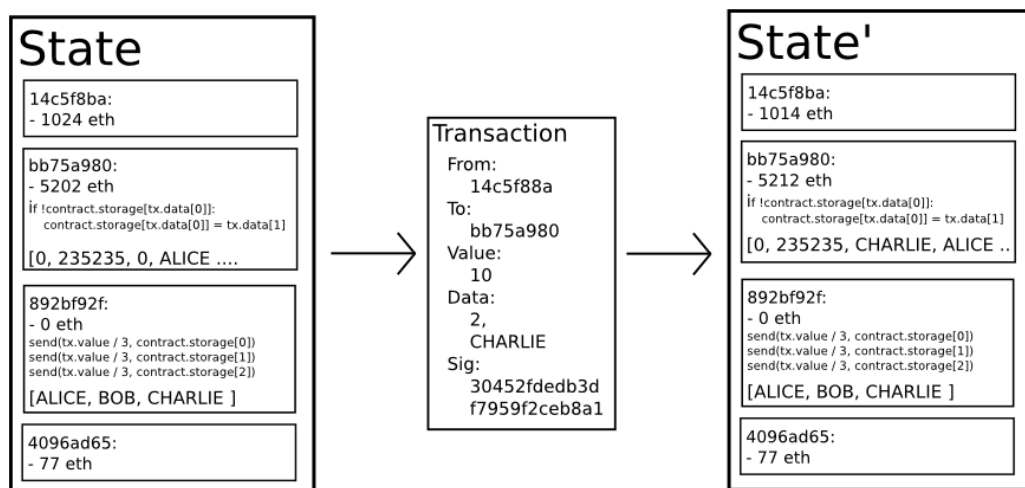 State
14c5f8ba:
- 1024 eth
bb75a980:
- 5202 eth
if !contract.storage[tx.data[0]]:
contract.storage[tx.data[0]] = tx.data[1]
[0, 235235, 0, ALICE ....
892bf92f:
- 0 eth
send(tx.value / 3, contract.storage[0])
send(tx.value / 3, contract.storage[1])
send(tx.value / 3, contract.storage[2])
[ALICE, BOB, CHARLIE ]
4096ad65:
- 77 eth
Transaction
From:
14c5f88a
To:
bb75a980
Value:
10
Data:
2,
CHARLIE
Sig:
30452fdedb3d
f7959f2ceb8a1
State'
14c5f8ba:
- 1014 eth
bb75a980:
- 5212 eth
if !contract.storage[tx.data[0]]:
contract.storage[tx.data[0]] = tx.data[1]
[0, 235235, CHARLIE, ALICE ..
892bf92f:
- 0 eth
send(tx.value / 3, contract.storage[0])
send(tx.value / 3, contract.storage[1])
send(tx.value / 3, contract.storage[2])
[ALICE, BOB, CHARLIE ]
4096ad65:
- 77 eth